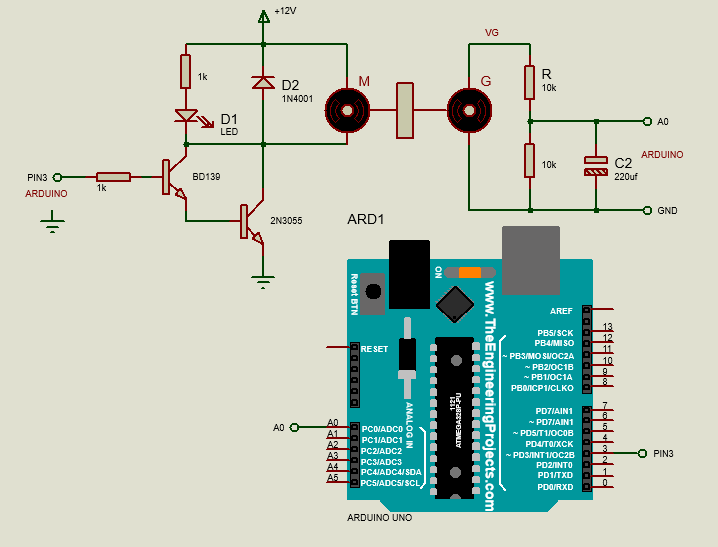 +12V
VG
1k
D2
1N4001
M
G
R
10k
D1
LED
A0
PIN3
ARDUINO
1k
BD139
10k
C2
220uf
ARDUINO
2N3055
GND
ARD1
ON
Reset BTN
www.TheEngineeringProjects.com
AREF
RESET
PB5/SCK
13
PB4/MISO
12
~ PB3/MOSI/OC2A
11
~ PB2/OC1B
10
~ PB1/OC1A
9
PB0/ICP1/CLKO
8
ANALOG IN
1121
ATMEGA328P-PU
A0
A0
PC0/ADC0
A1
PC1/ADC1
A2
PC2/ADC2
A3
PC3/ADC3
A4
PC4/ADC4/SDA
A5
PC5/ADC5/SCL
PD7/AIN1
7
~ PD7/AIN1
6
~ PD5/T1/OC0B
5
PD4/T0/XCK
4
~ PD3/INT1/OC2B
3
PIN3
PD2/INT0
2
PD1/TXD
1
PD0/RXD
0
ARDUINO UNO